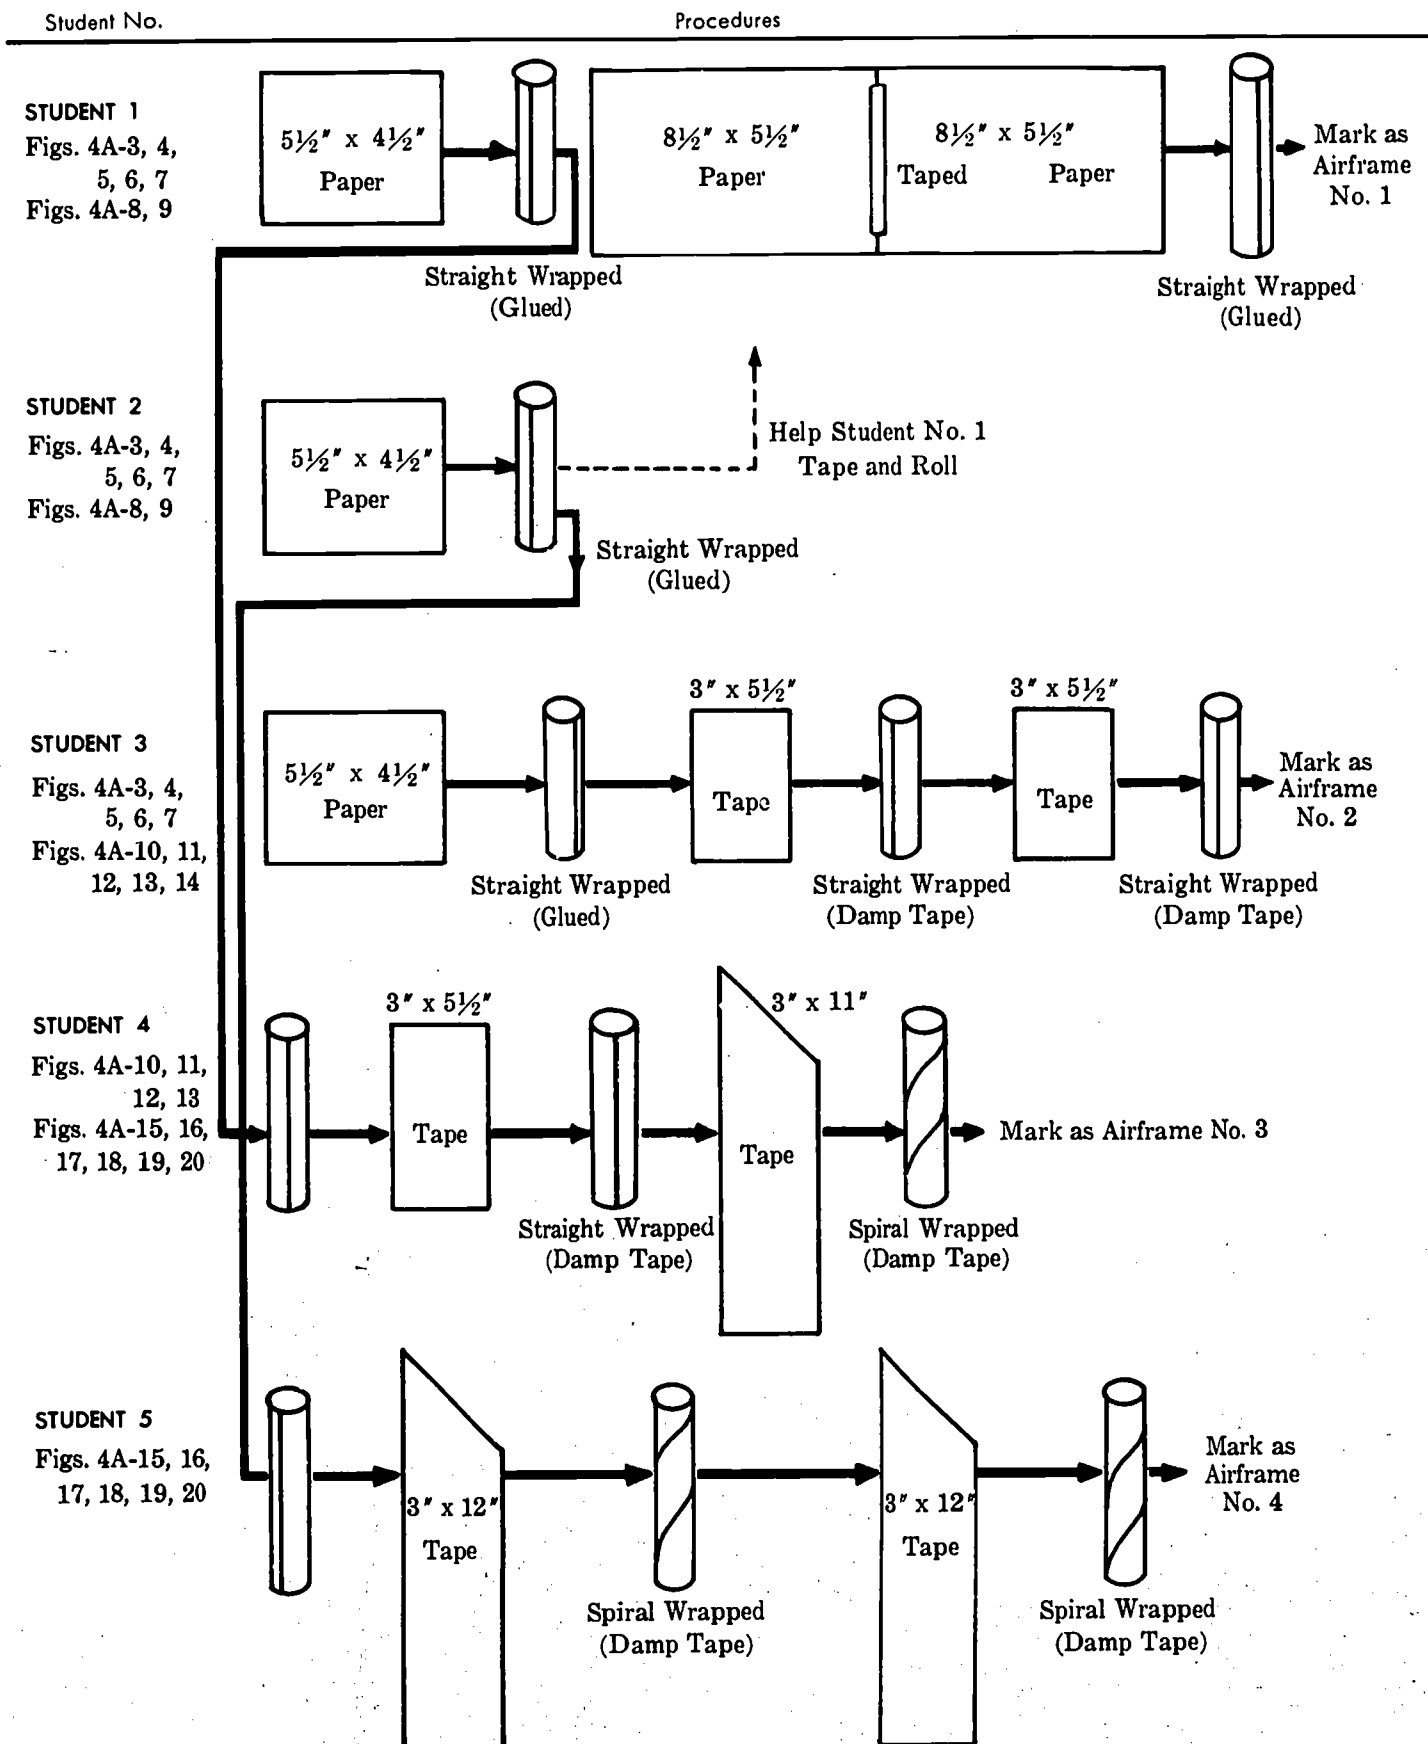 Student No.
Procedures
STUDENT 1
Figs. 4A-3, 4,
5, 6, 7
Figs. 4A-8, 9
5½" x 4½"
Paper
Straight Wrapped
(Glued)
8½" x 5½"
Paper
Taped
8½" x 5½"
Paper
Straight Wrapped
(Glued)
Mark as
Airframe
No. 1
STUDENT 2
Figs. 4A-3, 4,
5, 6, 7
Figs. 4A-8, 9
5½" x 4½"
Paper
Help Student No. 1
Tape and Roll
Straight Wrapped
(Glued)
STUDENT 3
Figs. 4A-3, 4,
5, 6, 7
Figs. 4A-10, 11,
12, 13, 14
5½" x 4½"
Paper
Straight Wrapped
(Glued)
3" x 5½"
Tape
Straight Wrapped
(Damp Tape)
3" x 5½"
Tape
Straight Wrapped
(Damp Tape)
Mark as
Airframe
No. 2
STUDENT 4
Figs. 4A-10, 11,
12, 13
Figs. 4A-15, 16,
17, 18, 19, 20
3" x 5½"
Tape
Straight Wrapped
(Damp Tape)
3" x 11"
Tape
Spiral Wrapped
(Damp Tape)
Mark as Airframe No. 3
STUDENT 5
Figs. 4A-15, 16,
17, 18, 19, 20
3" x 12"
Tape
Spiral Wrapped
(Damp Tape)
3" x 12"
Tape
Spiral Wrapped
(Damp Tape)
Mark as
Airframe
No. 4